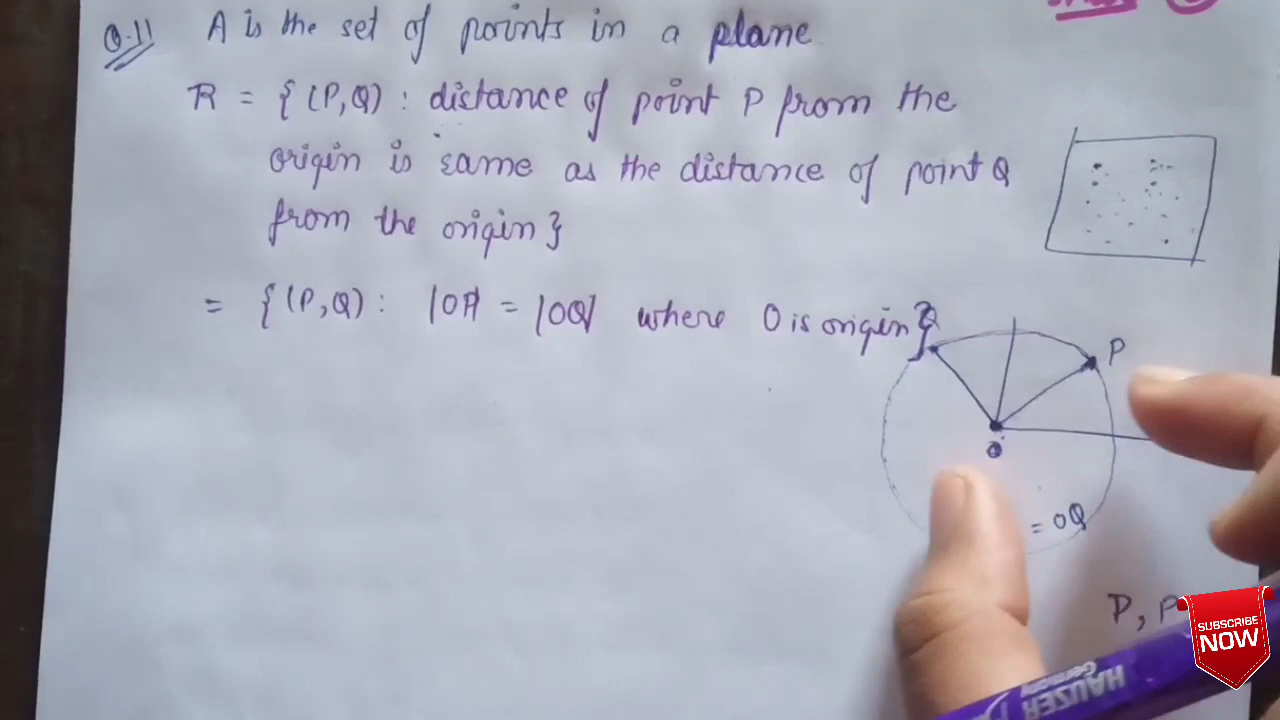 Q.11 A is the set of points in a plane
R = {(P,Q) : distance of point P from the
origin is same as the distance of point Q
from the origin}
= {(P,Q) : |OP| = |OQ| where O is origin}
Q
P
O
= OQ
P, P
SUBSCRIBE
NOW
HAUSER
Germany